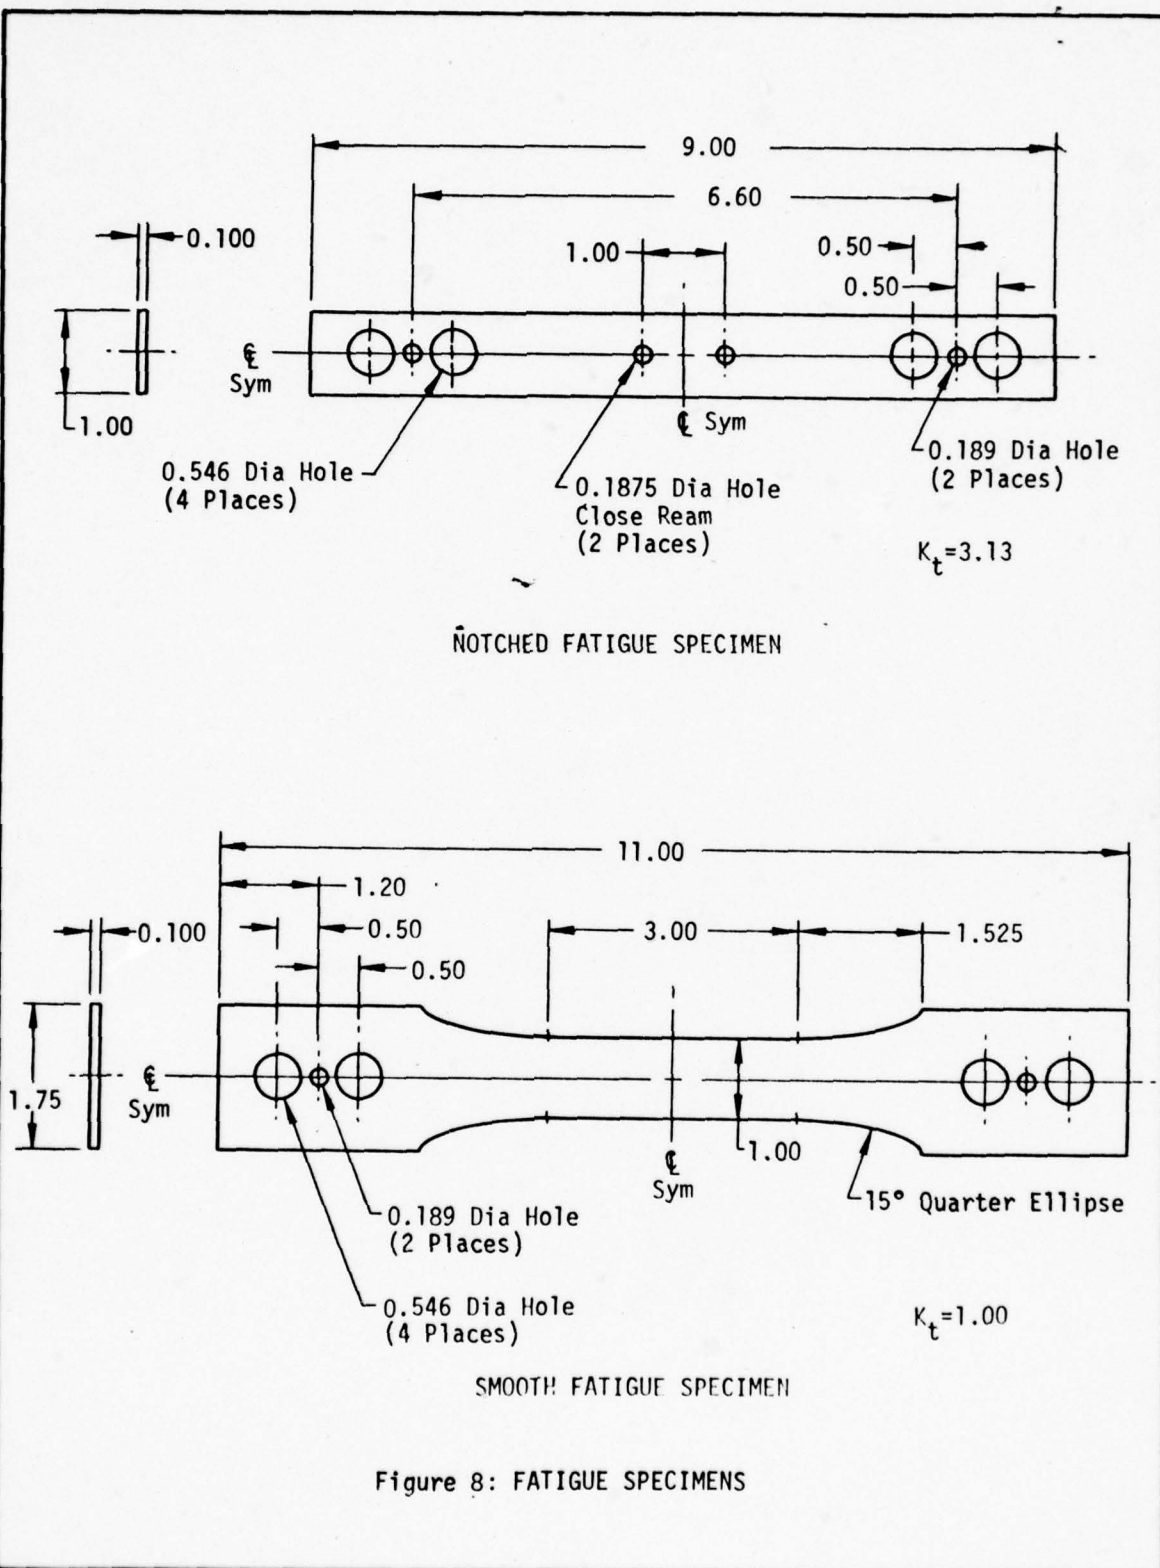 9.00
6.60
0.100
1.00
0.50
0.50
℄
Sym
1.00
℄ Sym
0.546 Dia Hole
(4 Places)
0.1875 Dia Hole
Close Ream
(2 Places)
0.189 Dia Hole
(2 Places)
Kt=3.13
NOTCHED FATIGUE SPECIMEN
11.00
1.20
0.100
0.50
3.00
1.525
0.50
1.75
℄
Sym
1.00
℄
Sym
15° Quarter Ellipse
0.189 Dia Hole
(2 Places)
0.546 Dia Hole
(4 Places)
Kt=1.00
SMOOTH FATIGUE SPECIMEN
Figure 8: FATIGUE SPECIMENS